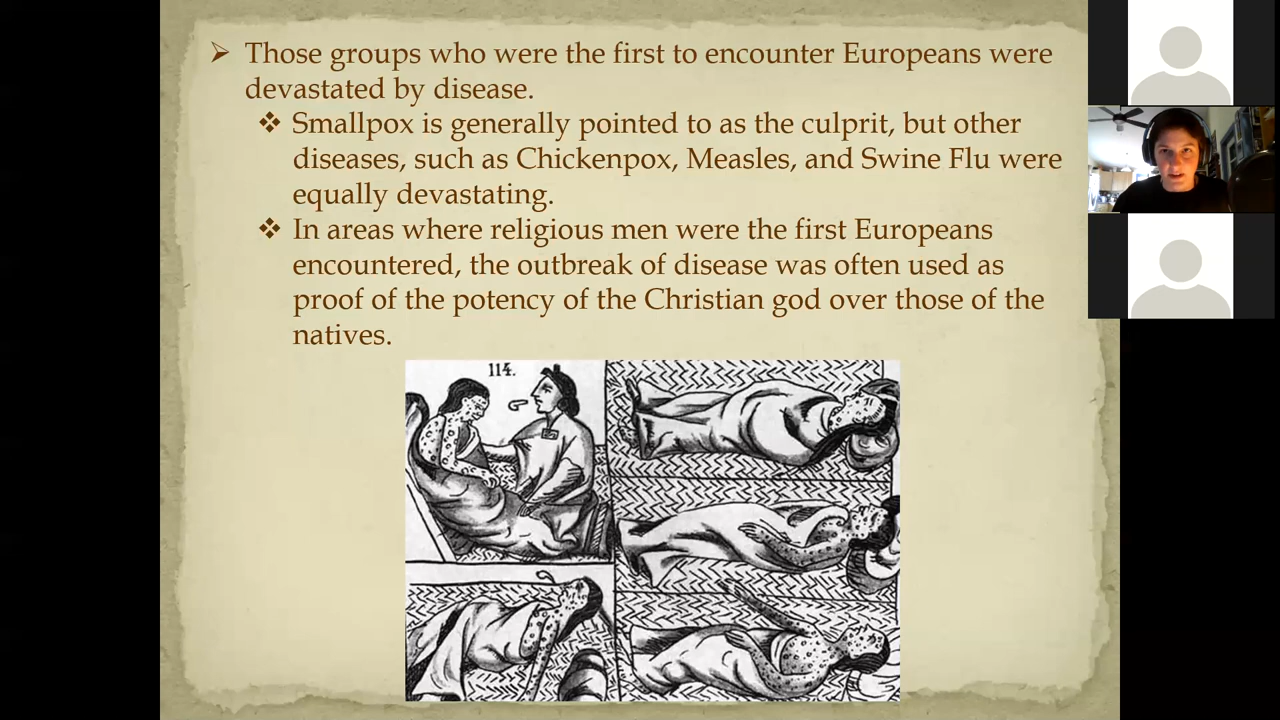 Those groups who were the first to encounter Europeans were
devastated by disease.
Smallpox is generally pointed to as the culprit, but other
diseases, such as Chickenpox, Measles, and Swine Flu were
equally devastating.
In areas where religious men were the first Europeans
encountered, the outbreak of disease was often used as
proof of the potency of the Christian god over those of the
natives.
114.